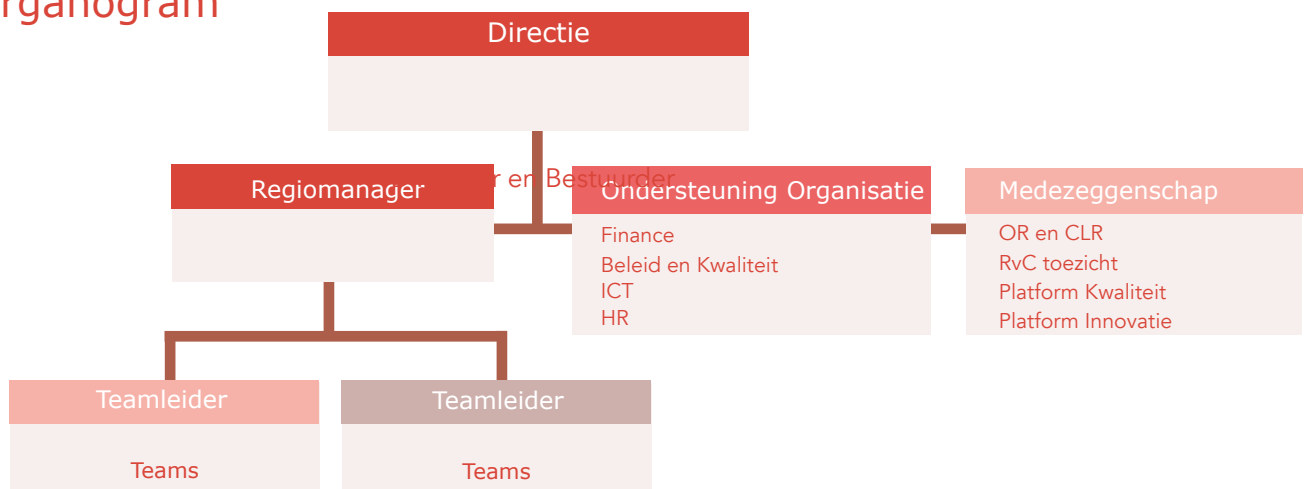 rganogram
Directie
r en Bestuurder
Regiomanager
Ondersteuning Organisatie
Finance
Beleid en Kwaliteit
ICT
HR
Medezeggenschap
OR en CLR
RvC toezicht
Platform Kwaliteit
Platform Innovatie
Teamleider
Teams
Teamleider
Teams